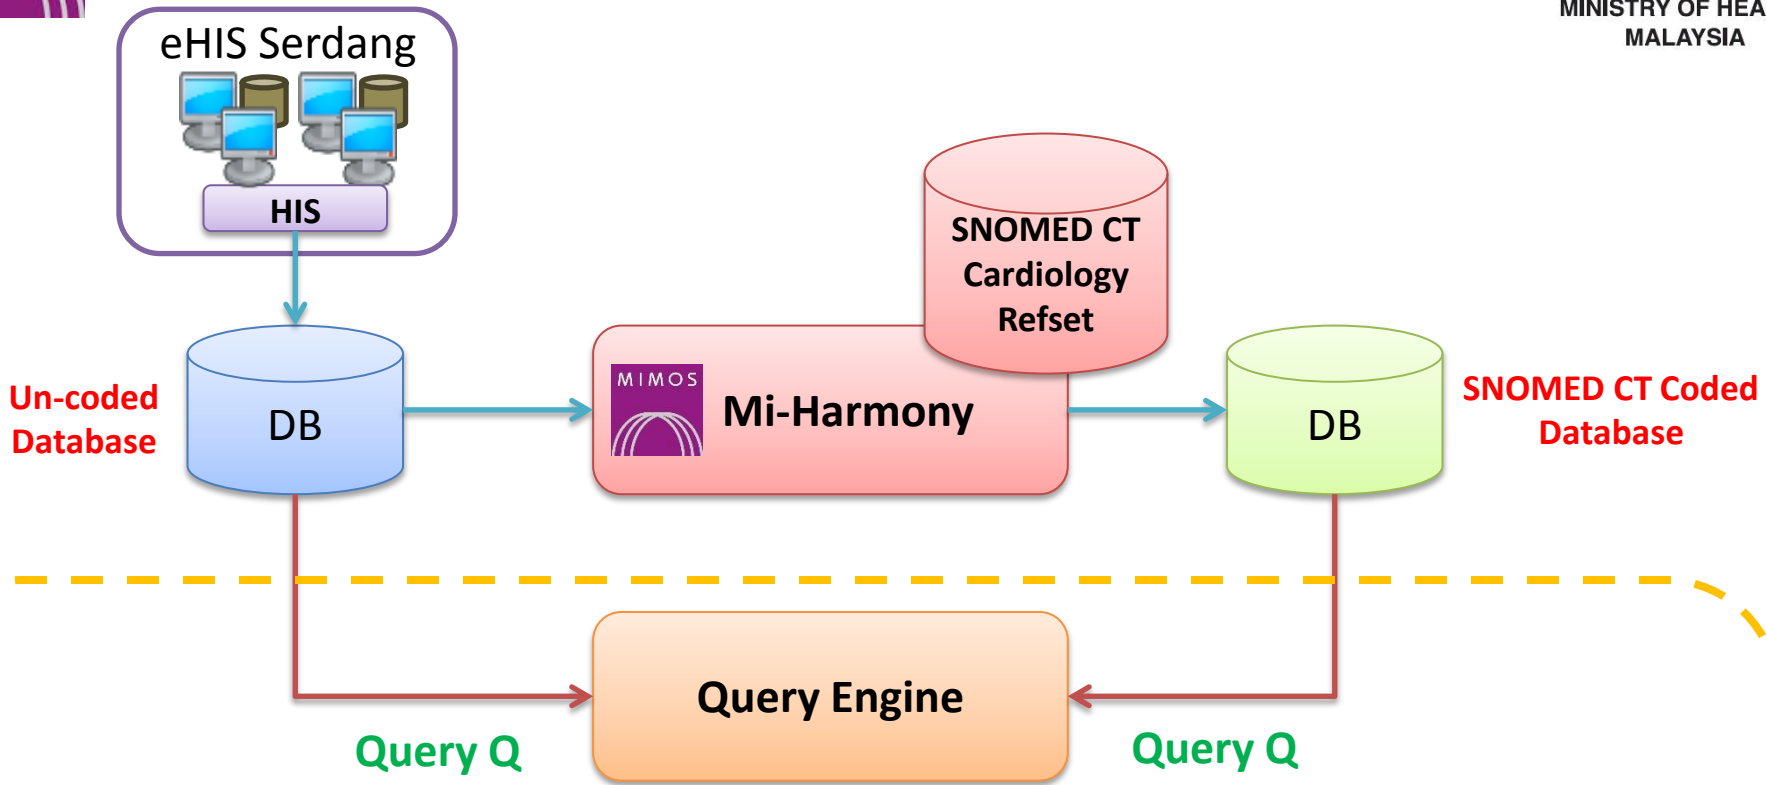 MINISTRY OF HEA
MALAYSIA
eHIS Serdang
HIS
SNOMED CT
Cardiology
Refset
Un-coded
Database
DB
MIMOS
Mi-Harmony
DB
SNOMED CT Coded
Database
Query Engine
Query Q
Query Q